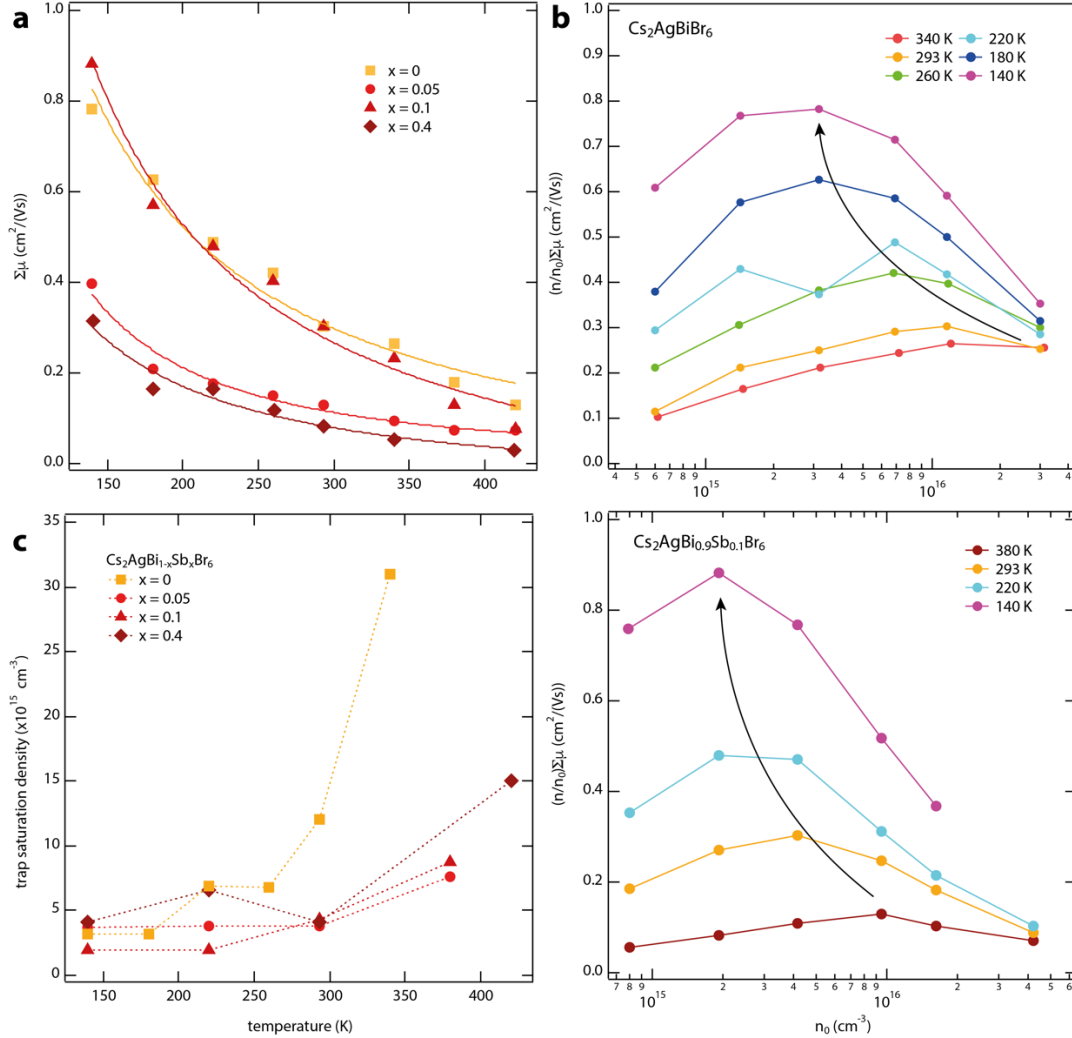 a
1.0
0.8
0.6
0.4
0.2
0.0
Σμ (cm²/(Vs))
x = 0
x = 0.05
x = 0.1
x = 0.4
150 200 250 300 350 400
b
Cs₂AgBiBr₆
1.0
0.9
0.8
0.7
0.6
0.5
0.4
0.3
0.2
0.1
0.0
(n/n₀)Σμ (cm²/(Vs))
340 K
293 K
260 K
220 K
180 K
140 K
4 5 6 7 8 9 10¹⁵ 2 3 4 5 6 7 8 9 10¹⁶ 2 3 4
c
35
30
25
20
15
10
5
0
trap saturation density (x10¹⁵ cm⁻³)
Cs₂AgBi₁₋ₓSbₓBr₆
x = 0
x = 0.05
x = 0.1
x = 0.4
150 200 250 300 350 400
temperature (K)
Cs₂AgBi₀.₉Sb₀.₁Br₆
1.0
0.8
0.6
0.4
0.2
0.0
(n/n₀)Σμ (cm²/(Vs))
380 K
293 K
220 K
140 K
7 8 9 10¹⁵ 2 3 4 5 6 7 8 9 10¹⁶ 2 3 4 5 6
n₀ (cm⁻³)